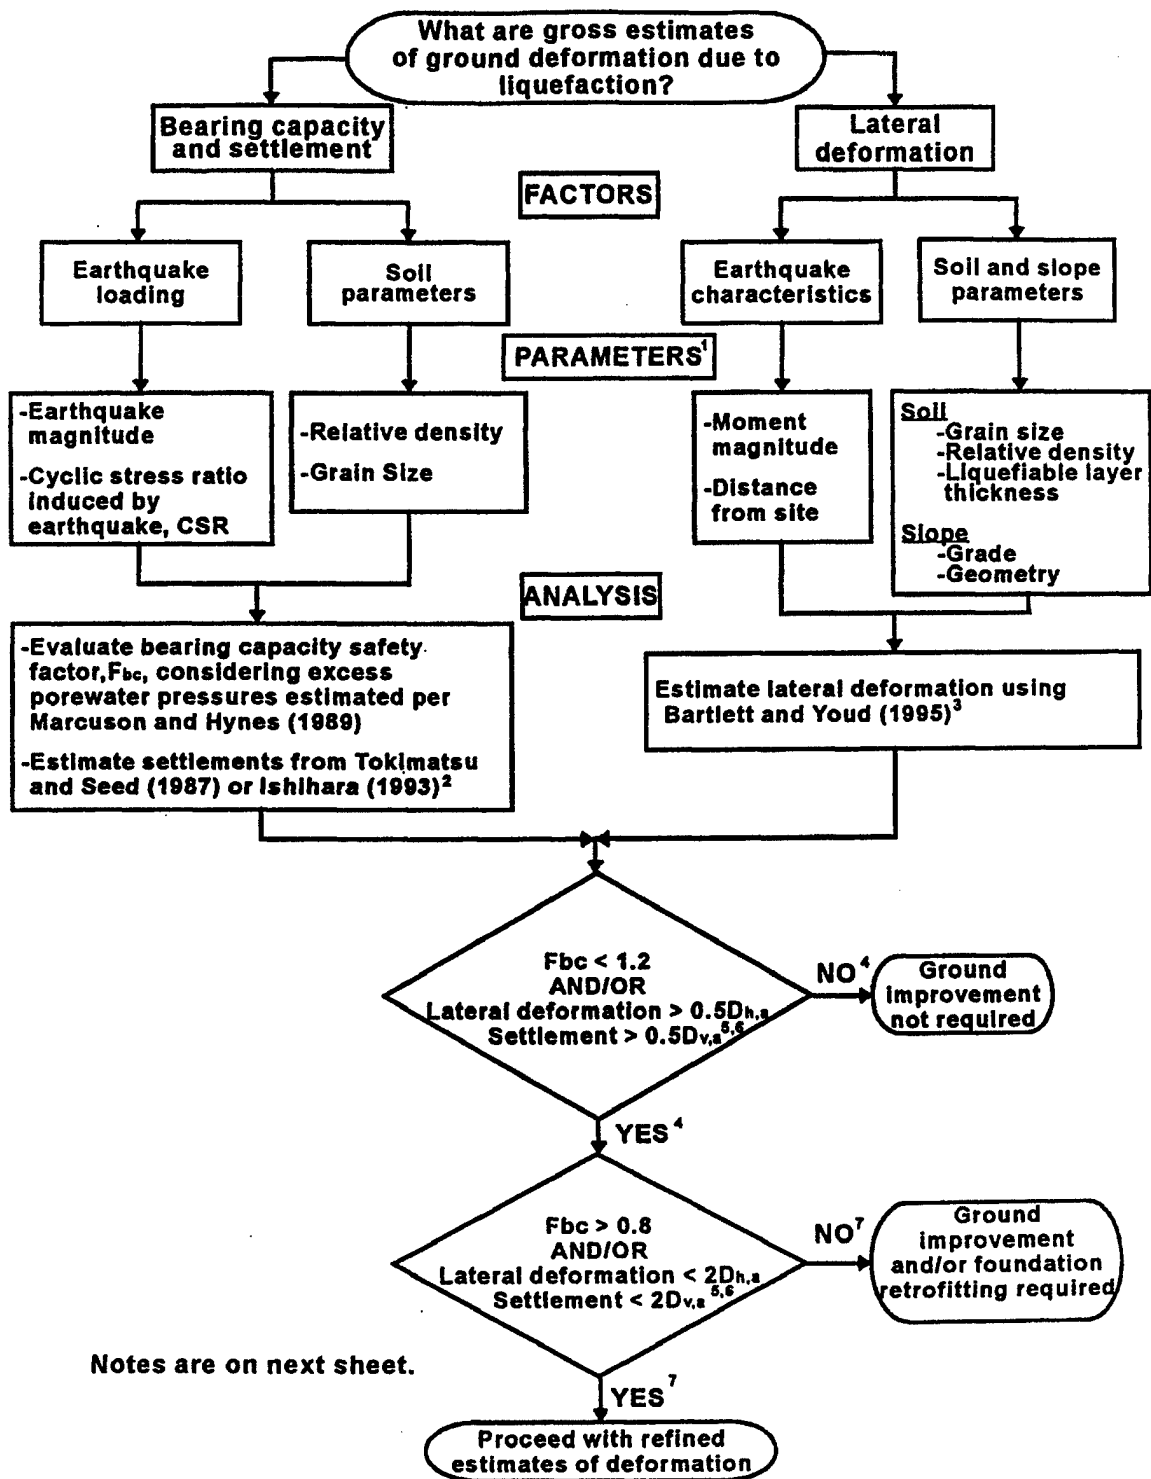 What are gross estimates
of ground deformation due to
liquefaction?
Bearing capacity
and settlement
Lateral
deformation
FACTORS
Earthquake
loading
Soil
parameters
Earthquake
characteristics
Soil and slope
parameters
PARAMETERS¹
-Earthquake
magnitude
-Cyclic stress ratio
induced by
earthquake, CSR
-Relative density
-Grain Size
-Moment
magnitude
-Distance
from site
Soil
-Grain size
-Relative density
-Liquefiable layer
thickness
Slope
-Grade
-Geometry
ANALYSIS
-Evaluate bearing capacity safety
factor,Fbc, considering excess
porewater pressures estimated per
Marcuson and Hynes (1989)
-Estimate settlements from Tokimatsu
and Seed (1987) or Ishihara (1993)²
Estimate lateral deformation using
Bartlett and Youd (1995)³
Fbc < 1.2
AND/OR
Lateral deformation > 0.5Dh,a
Settlement > 0.5Dv,a⁵,⁶
NO⁴
Ground
improvement
not required
YES⁴
Fbc > 0.8
AND/OR
Lateral deformation < 2Dh,a
Settlement < 2Dv,a ⁵,⁶
NO⁷
Ground
improvement
and/or foundation
retrofitting required
Notes are on next sheet.
YES⁷
Proceed with refined
estimates of deformation